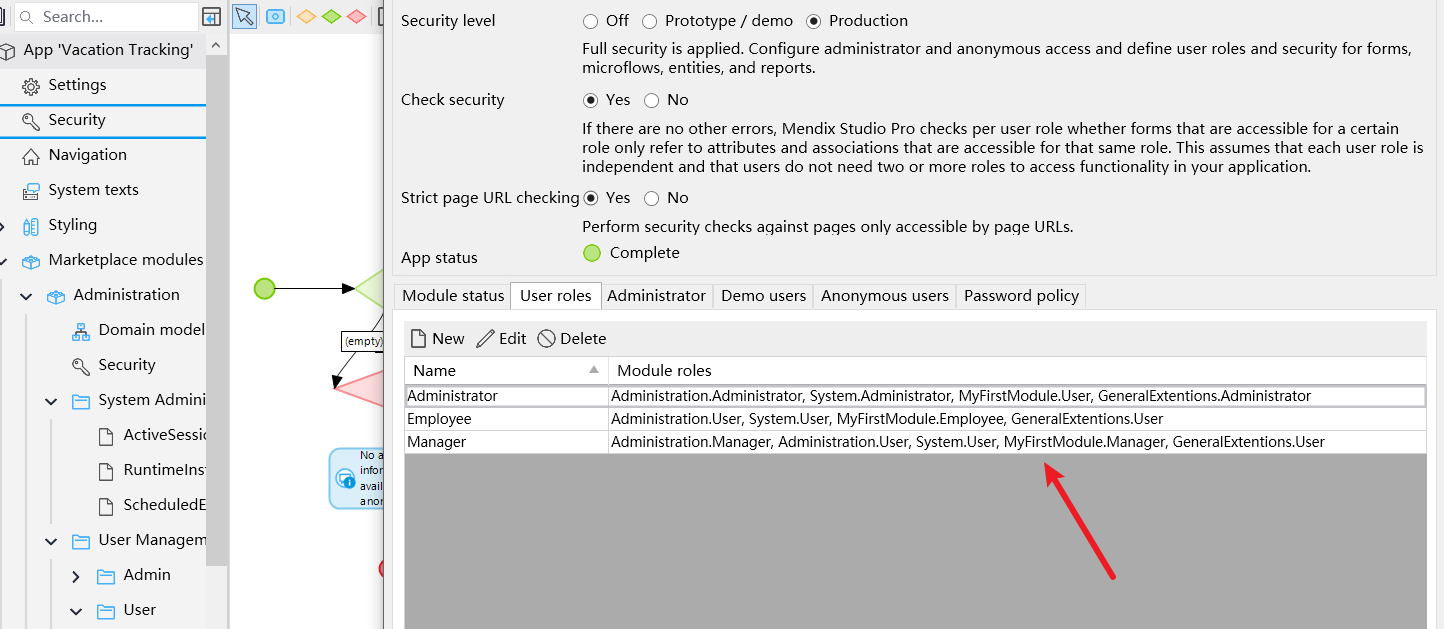 Search...
App 'Vacation Tracking'
Settings
Security
Navigation
System texts
Styling
Marketplace modules
Administration
Domain model
Security
System Admini
ActiveSessio
RuntimeInst
ScheduledE
User Managem
Admin
User
(empty)
No a
infor
avail
anon
Security level
Off
Prototype / demo
Production
Full security is applied. Configure administrator and anonymous access and define user roles and security for forms,
microflows, entities, and reports.
Check security
Yes
No
If there are no other errors, Mendix Studio Pro checks per user role whether forms that are accessible for a certain
role only refer to attributes and associations that are accessible for that same role. This assumes that each user role is
independent and that users do not need two or more roles to access functionality in your application.
Strict page URL checking
Yes
No
Perform security checks against pages only accessible by page URLs.
App status
Complete
Module status
User roles
Administrator
Demo users
Anonymous users
Password policy
New
Edit
Delete
Name
Module roles
Administrator
Administration.Administrator, System.Administrator, MyFirstModule.User, GeneralExtentions.Administrator
Employee
Administration.User, System.User, MyFirstModule.Employee, GeneralExtentions.User
Manager
Administration.Manager, Administration.User, System.User, MyFirstModule.Manager, GeneralExtentions.User